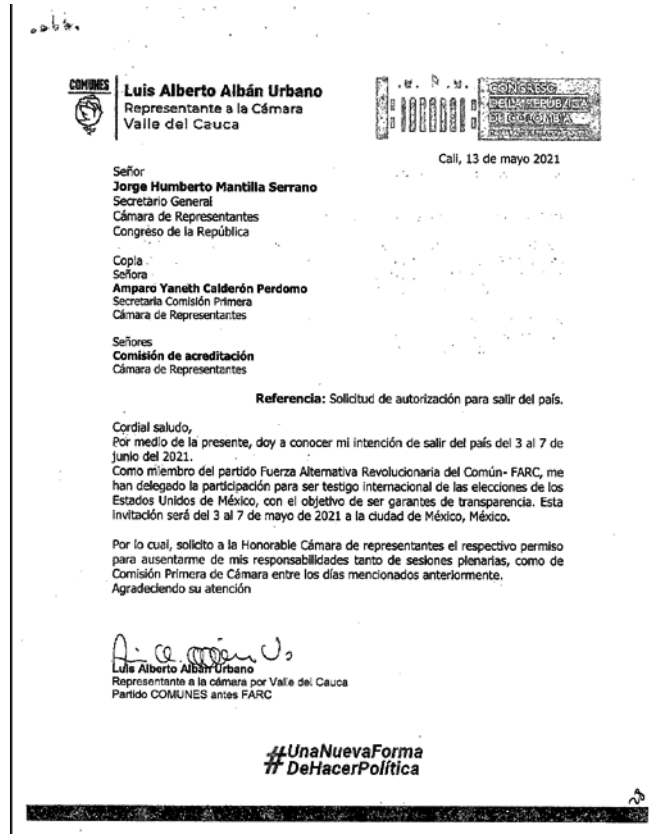 COMUNES
Luis Alberto Albán Urbano
Representante a la Cámara
Valle del Cauca
CONGRESO
DE LA REPÚBLICA
DE COLOMBIA
Cali, 13 de mayo 2021
Señor
Jorge Humberto Mantilla Serrano
Secretario General
Cámara de Representantes
Congreso de la República
Copia
Señora
Amparo Yaneth Calderón Perdomo
Secretaria Comisión Primera
Cámara de Representantes
Señores
Comisión de acreditación
Cámara de Representantes
Referencia: Solicitud de autorización para salir del país.
Cordial saludo,
Por medio de la presente, doy a conocer mi intención de salir del país del 3 al 7 de
junio del 2021.
Como miembro del partido Fuerza Alternativa Revolucionaria del Común- FARC, me
han delegado la participación para ser testigo internacional de las elecciones de los
Estados Unidos de México, con el objetivo de ser garantes de transparencia. Esta
invitación será del 3 al 7 de mayo de 2021 a la ciudad de México, México.
Por lo cual, solicito a la Honorable Cámara de representantes el respectivo permiso
para ausentarme de mis responsabilidades tanto de sesiones plenarias, como de
Comisión Primera de Cámara entre los días mencionados anteriormente.
Agradeciendo su atención
Luis Alberto Albán Urbano
Representante a la cámara por Valle del Cauca
Partido COMUNES antes FARC
#UnaNuevaForma
DeHacerPolítica